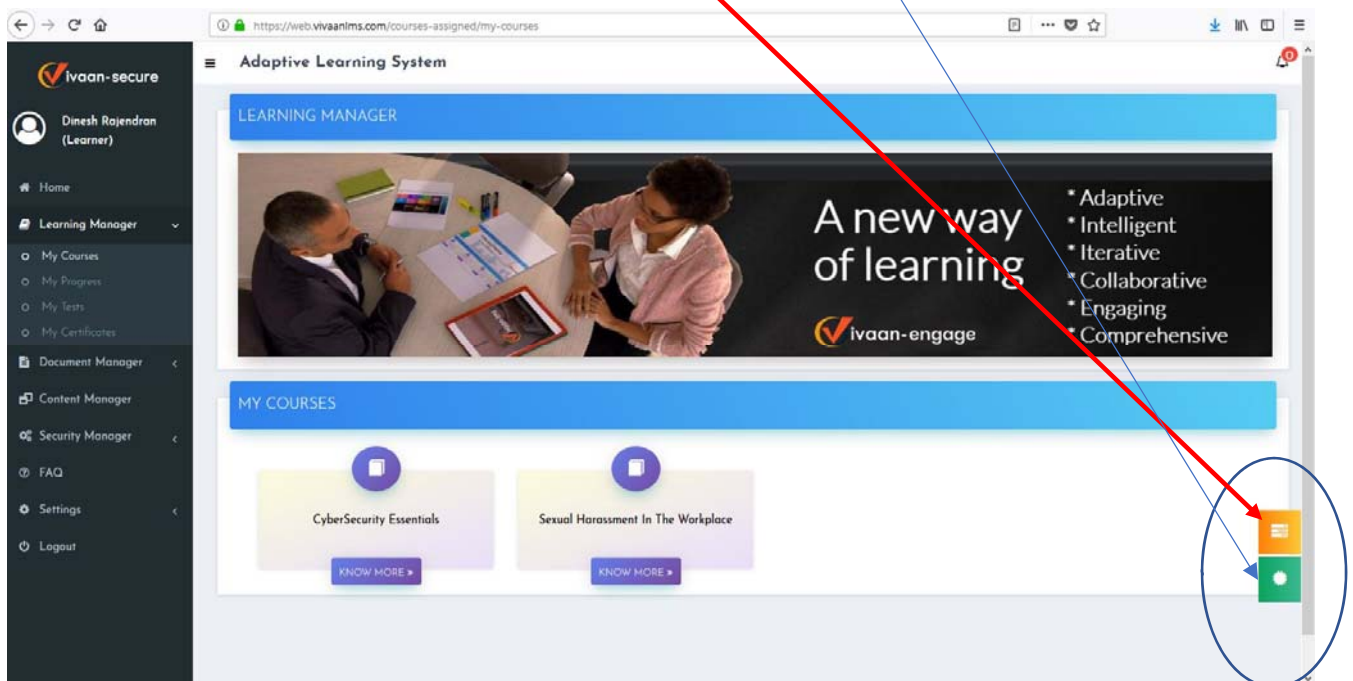 https://web.vivaanlms.com/courses-assigned/my-courses
ivaan-secure
Adaptive Learning System
0
Dinesh Rajendran
(Learner)
Home
Learning Manager
My Courses
My Progress
My Tests
My Certificates
Document Manager
Content Manager
Security Manager
FAQ
Settings
Logout
LEARNING MANAGER
A new way
of learning
ivaan-engage
* Adaptive
* Intelligent
* Iterative
* Collaborative
* Engaging
* Comprehensive
MY COURSES
CyberSecurity Essentials
KNOW MORE »
Sexual Harassment In The Workplace
KNOW MORE »